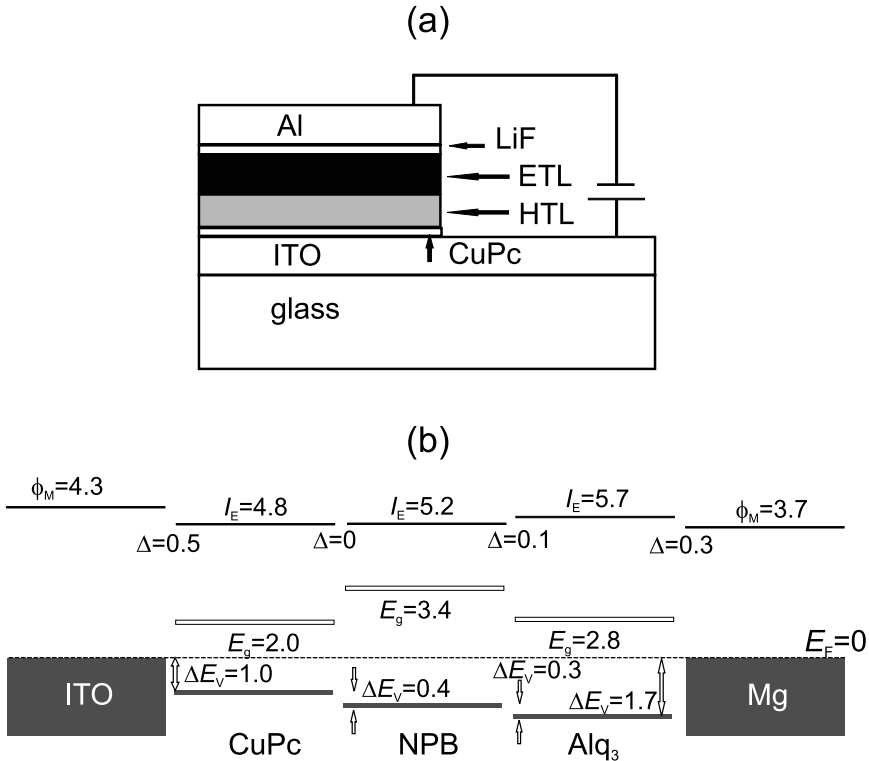 (a)
Al
LiF
ETL
HTL
ITO
CuPc
glass
(b)
ϕM=4.3
IE=4.8
IE=5.2
IE=5.7
ϕM=3.7
Δ=0.5
Δ=0
Δ=0.1
Δ=0.3
Eg=3.4
Eg=2.0
Eg=2.8
EF=0
ΔEV=1.0
ΔEV=0.3
ITO
ΔEV=0.4
ΔEV=1.7
Mg
CuPc
NPB
Alq3